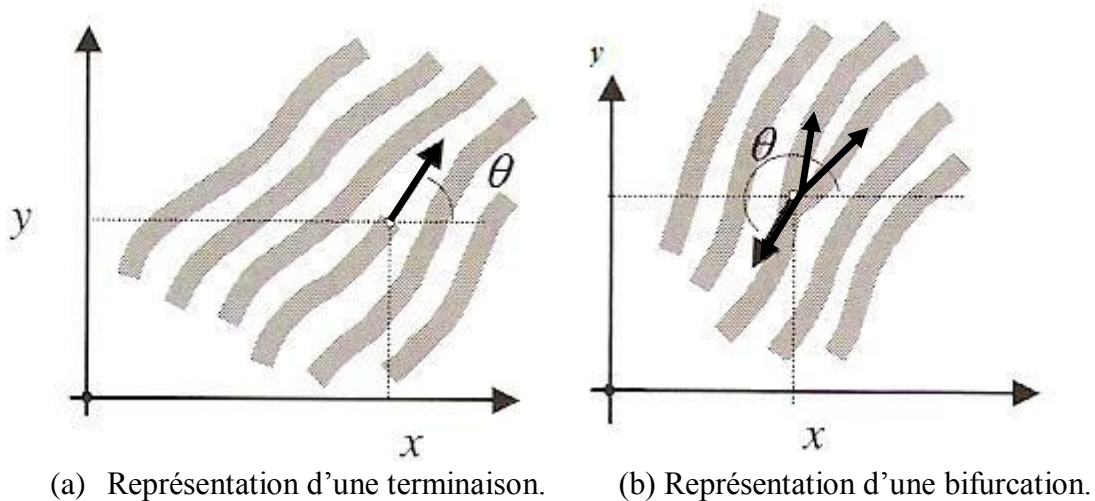 y
θ
x
y
θ
x
(a) Représentation d’une terminaison.
(b) Représentation d’une bifurcation.